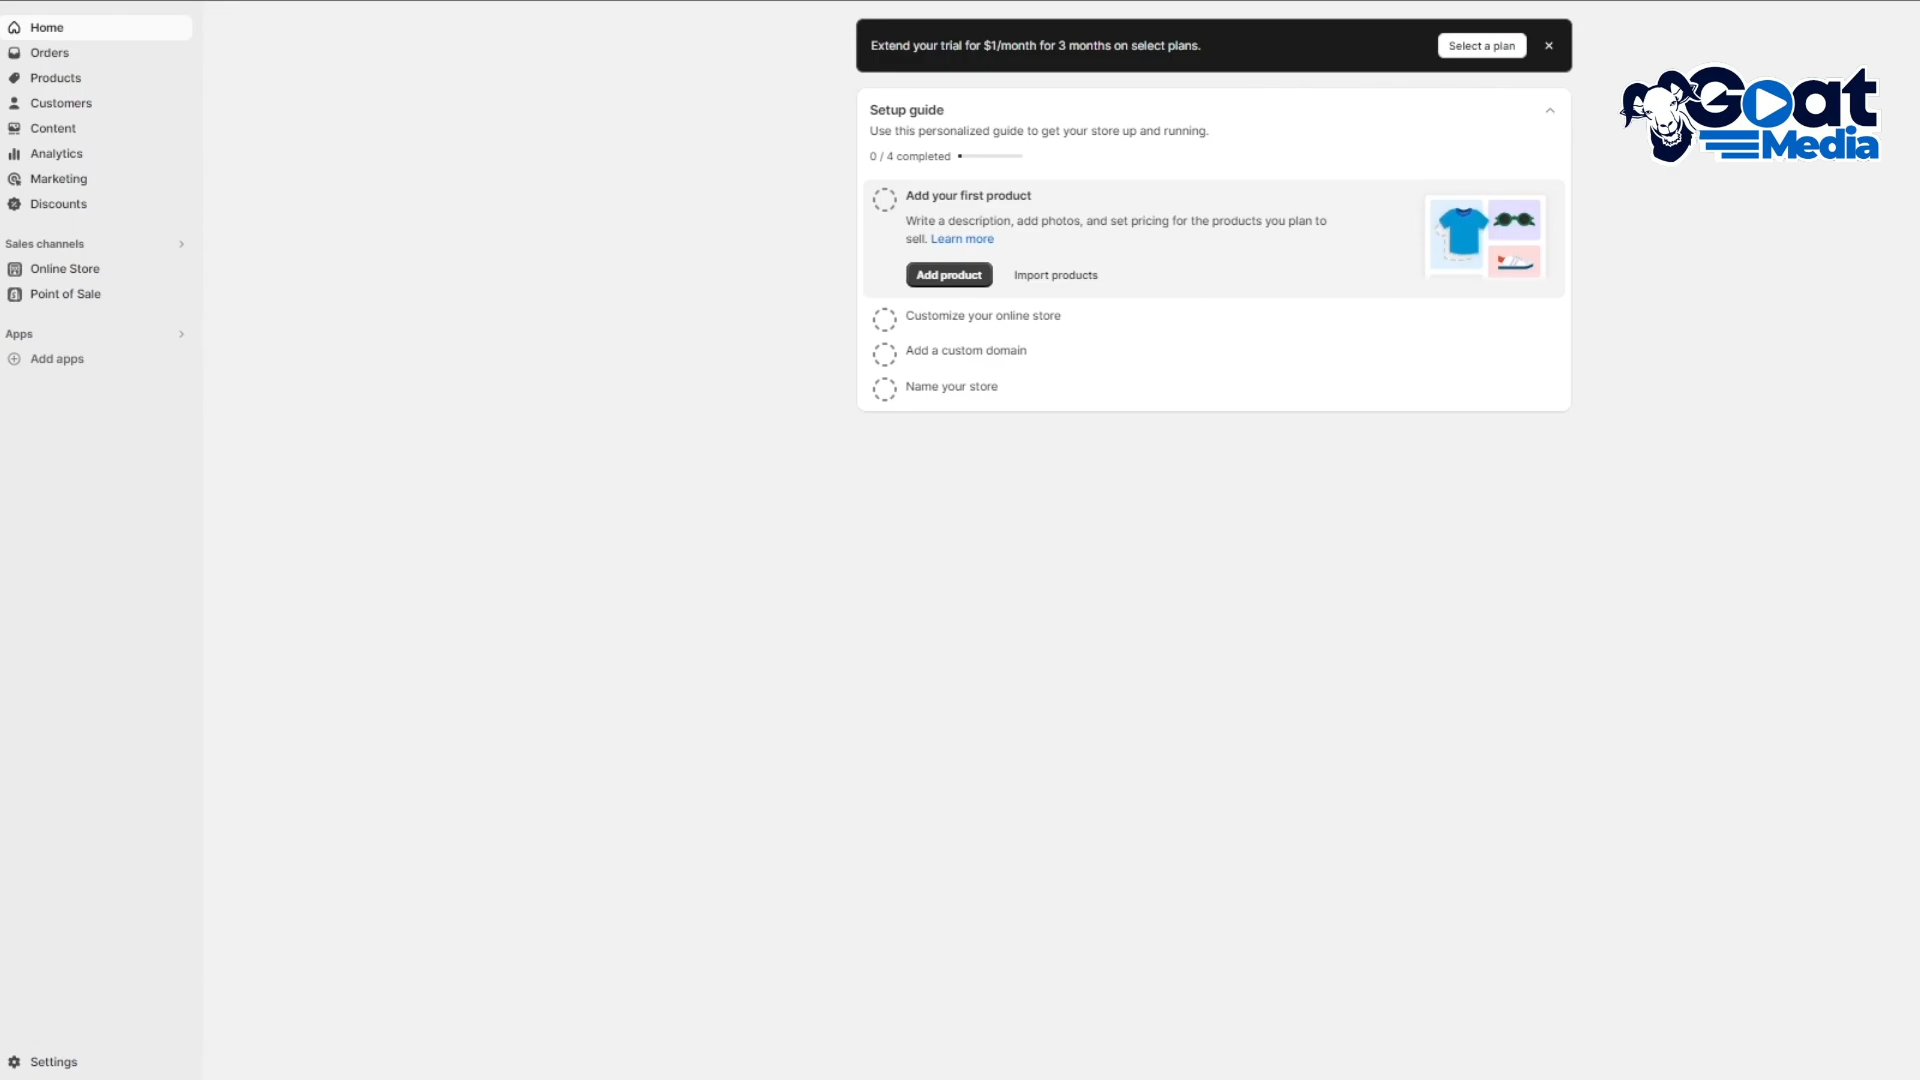 Home
Orders
Products
Customers
Content
Analytics
Marketing
Discounts
Sales channels
Online Store
Point of Sale
Apps
Add apps
Settings
Extend your trial for $1/month for 3 months on select plans.
Select a plan
Setup guide
Use this personalized guide to get your store up and running.
0 / 4 completed
Add your first product
Write a description, add photos, and set pricing for the products you plan to
sell. Learn more
Add product
Import products
Customize your online store
Add a custom domain
Name your store
Goat
Media